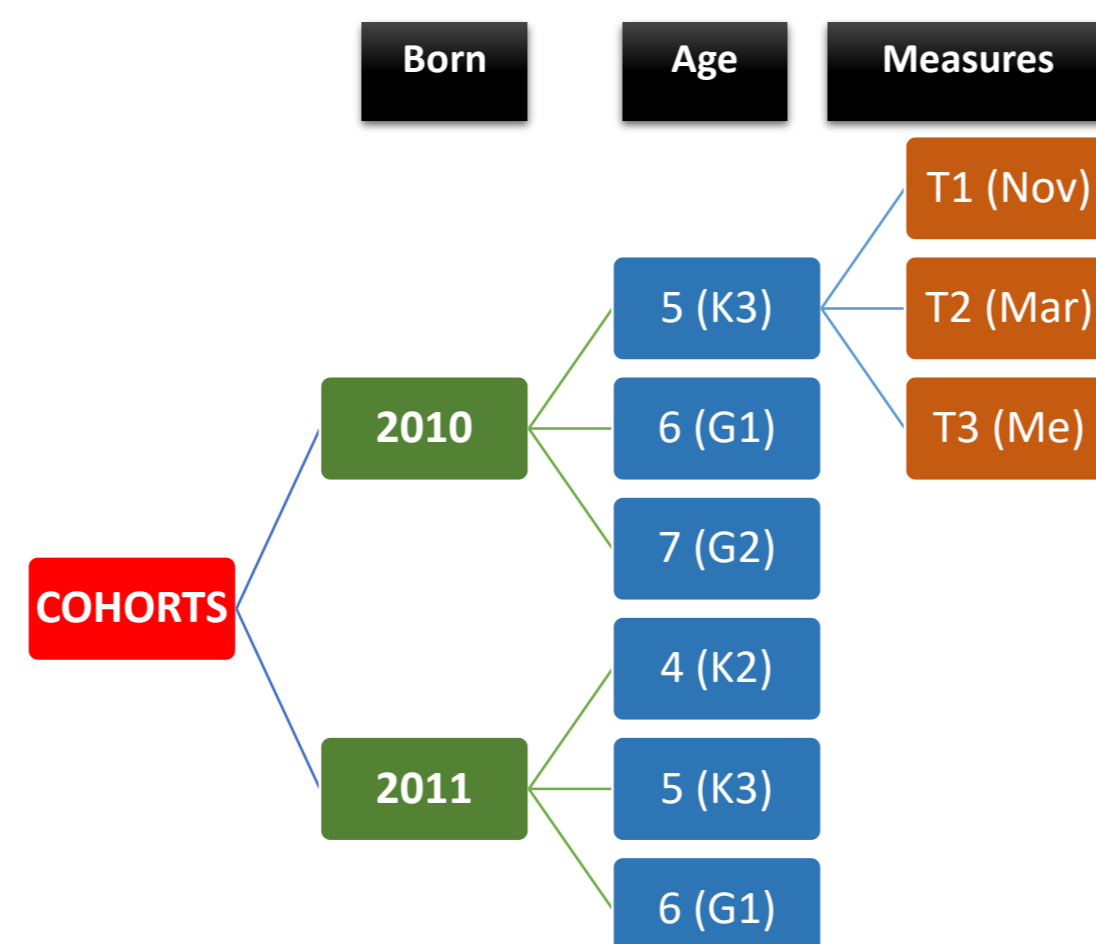 Born Age Measures
T1 (Nov)
5 (K3) T2 (Mar)
2010 6 (G1) T3 (Me)
7 (G2)
COHORTS
4 (K2)
2011 5 (K3)
6 (G1)